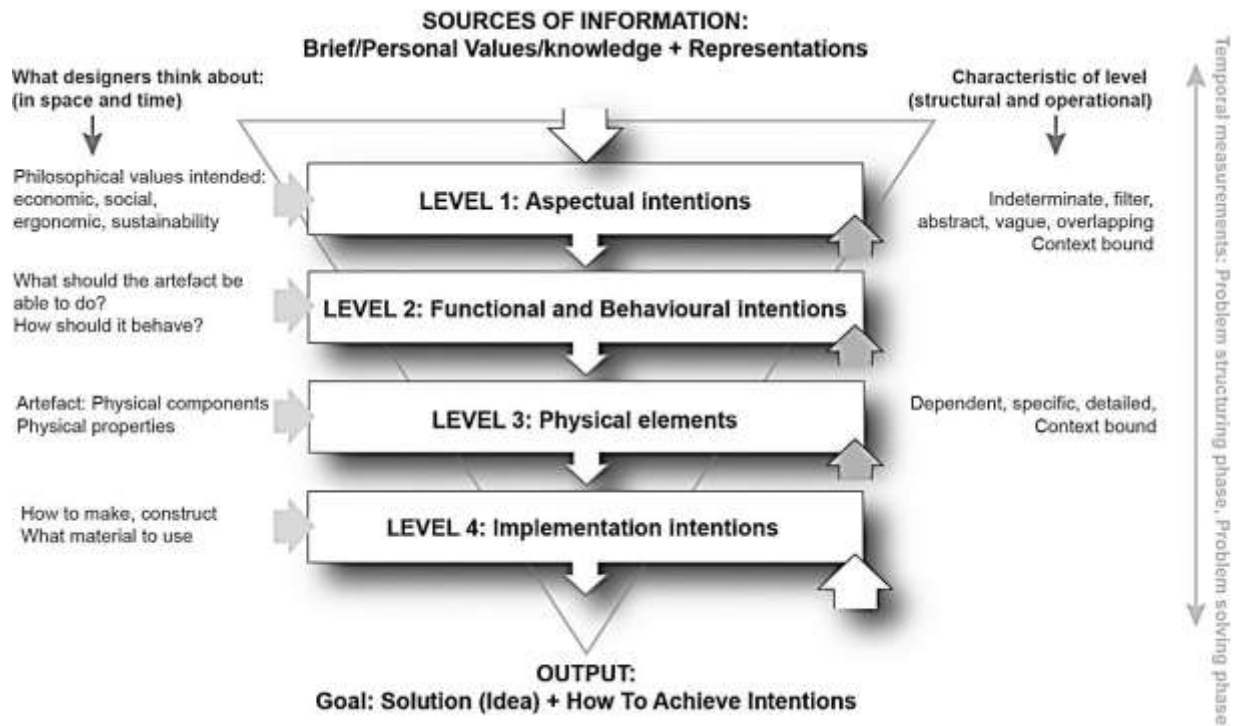 SOURCES OF INFORMATION:
Brief/Personal Values/knowledge + Representations
What designers think about:
(in space and time)
Characteristic of level
(structural and operational)
Philosophical values intended:
economic, social,
ergonomic, sustainability
LEVEL 1: Aspectual intentions
Indeterminate, filter,
abstract, vague, overlapping
Context bound
What should the artefact be
able to do?
How should it behave?
LEVEL 2: Functional and Behavioural intentions
Artefact: Physical components
Physical properties
LEVEL 3: Physical elements
Dependent, specific, detailed,
Context bound
How to make, construct
What material to use
LEVEL 4: Implementation intentions
OUTPUT:
Goal: Solution (Idea) + How To Achieve Intentions
Temporal measurements: Problem structuring phase, Problem solving phase